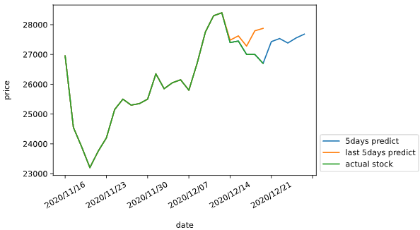 28000
27000
26000
25000
24000
23000
price
2020/11/16
2020/11/23
2020/11/30
2020/12/07
2020/12/14
2020/12/21
date
5days predict
last 5days predict
actual stock